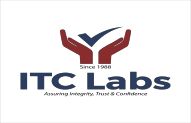 Since 1988
ITC Labs
Assuring Integrity, Trust & Confidence